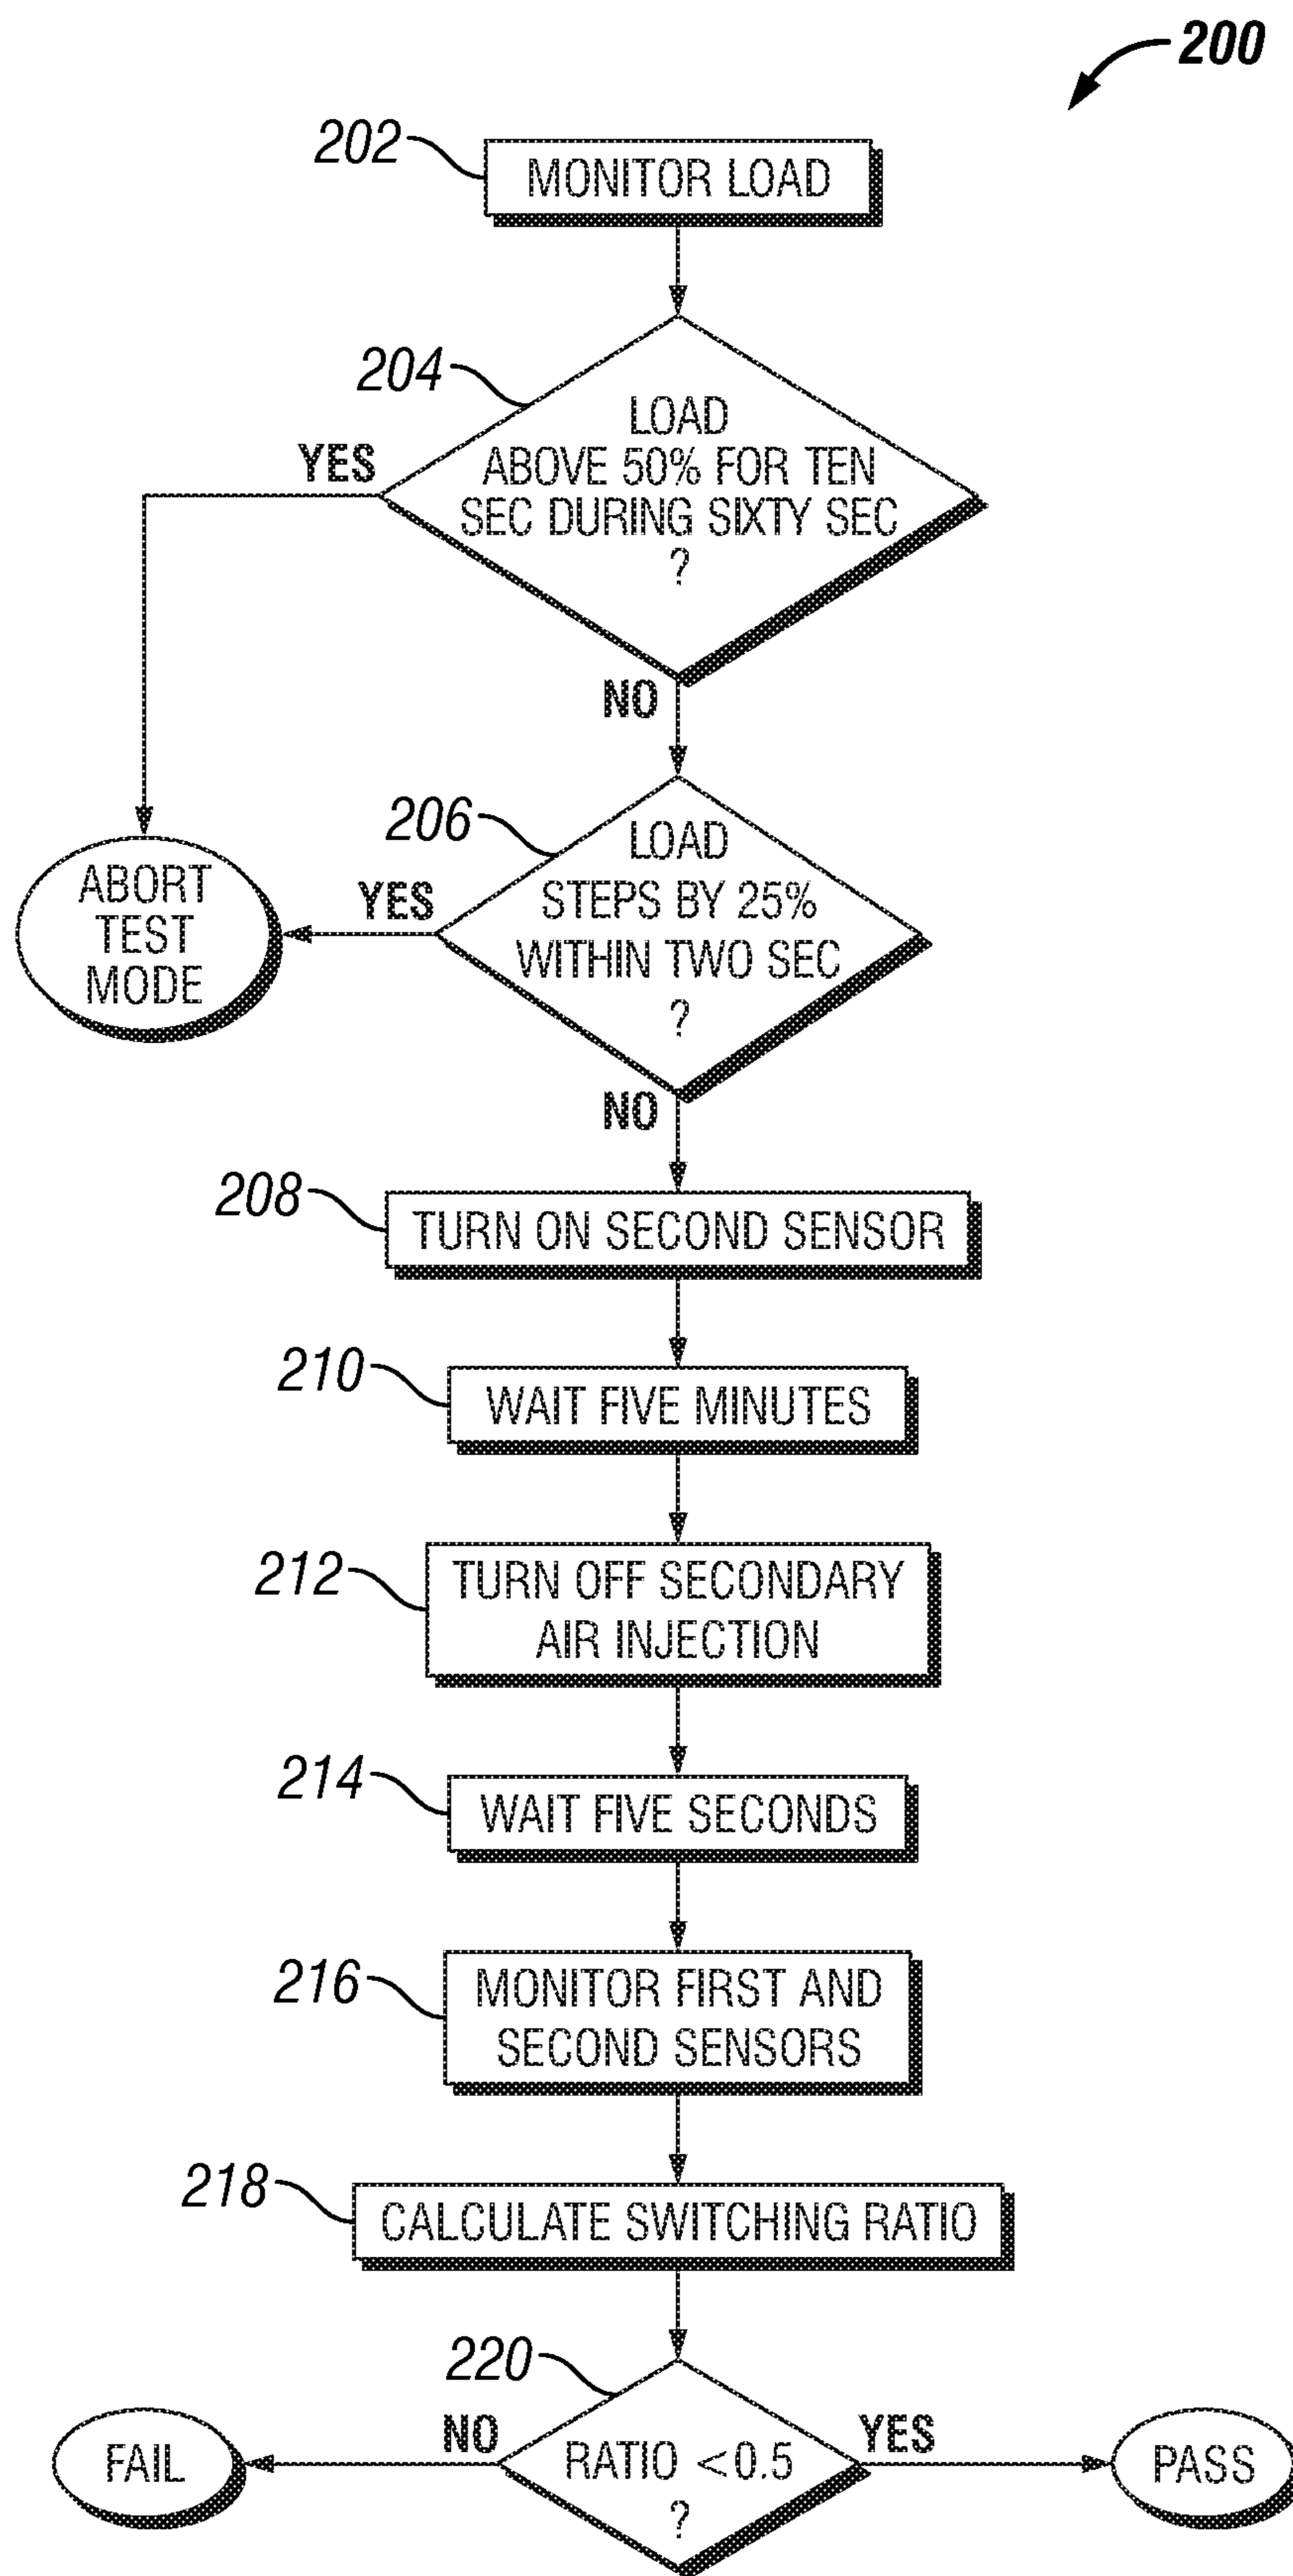 200
202
MONITOR LOAD
204
LOAD
ABOVE 50% FOR TEN
SEC DURING SIXTY SEC
?
YES
NO
206
LOAD
STEPS BY 25%
WITHIN TWO SEC
?
YES
ABORT
TEST
MODE
NO
208
TURN ON SECOND SENSOR
210
WAIT FIVE MINUTES
212
TURN OFF SECONDARY
AIR INJECTION
214
WAIT FIVE SECONDS
216
MONITOR FIRST AND
SECOND SENSORS
218
CALCULATE SWITCHING RATIO
220
RATIO <0.5
?
NO
FAIL
YES
PASS